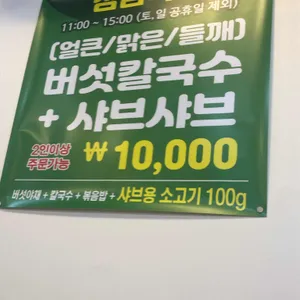 11:00 ~ 15:00 (토,일 공휴일 제외)
(얼큰/맑은/들깨)
버섯칼국수
+ 샤브샤브
2인이상
주문가능
₩ 10,000
버섯야채 + 칼국수 + 볶음밥 + 샤브용 소고기 100g